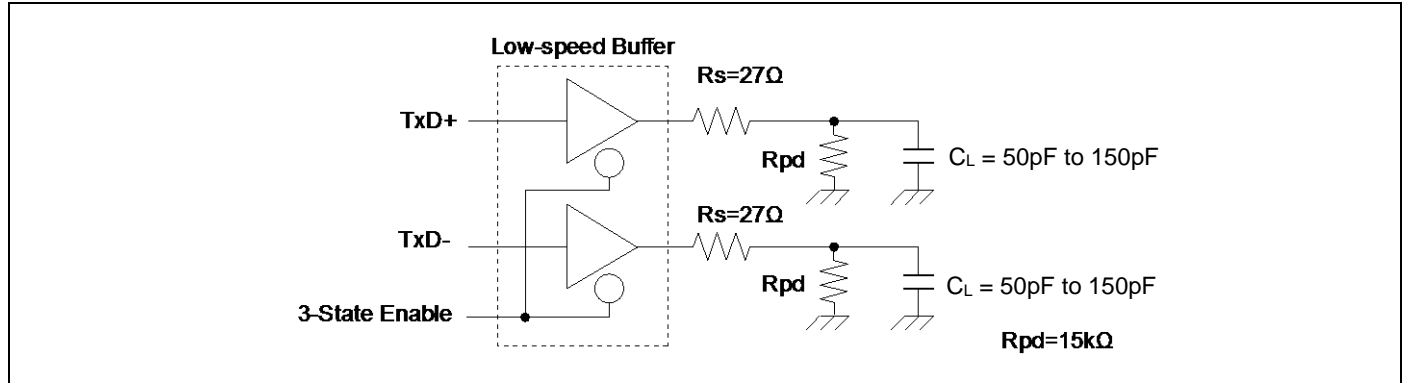 Low-speed Buffer
Rs=27Ω
TxD+
Rpd
CL = 50pF to 150pF
Rs=27Ω
TxD-
Rpd
CL = 50pF to 150pF
3-State Enable
Rpd=15kΩ